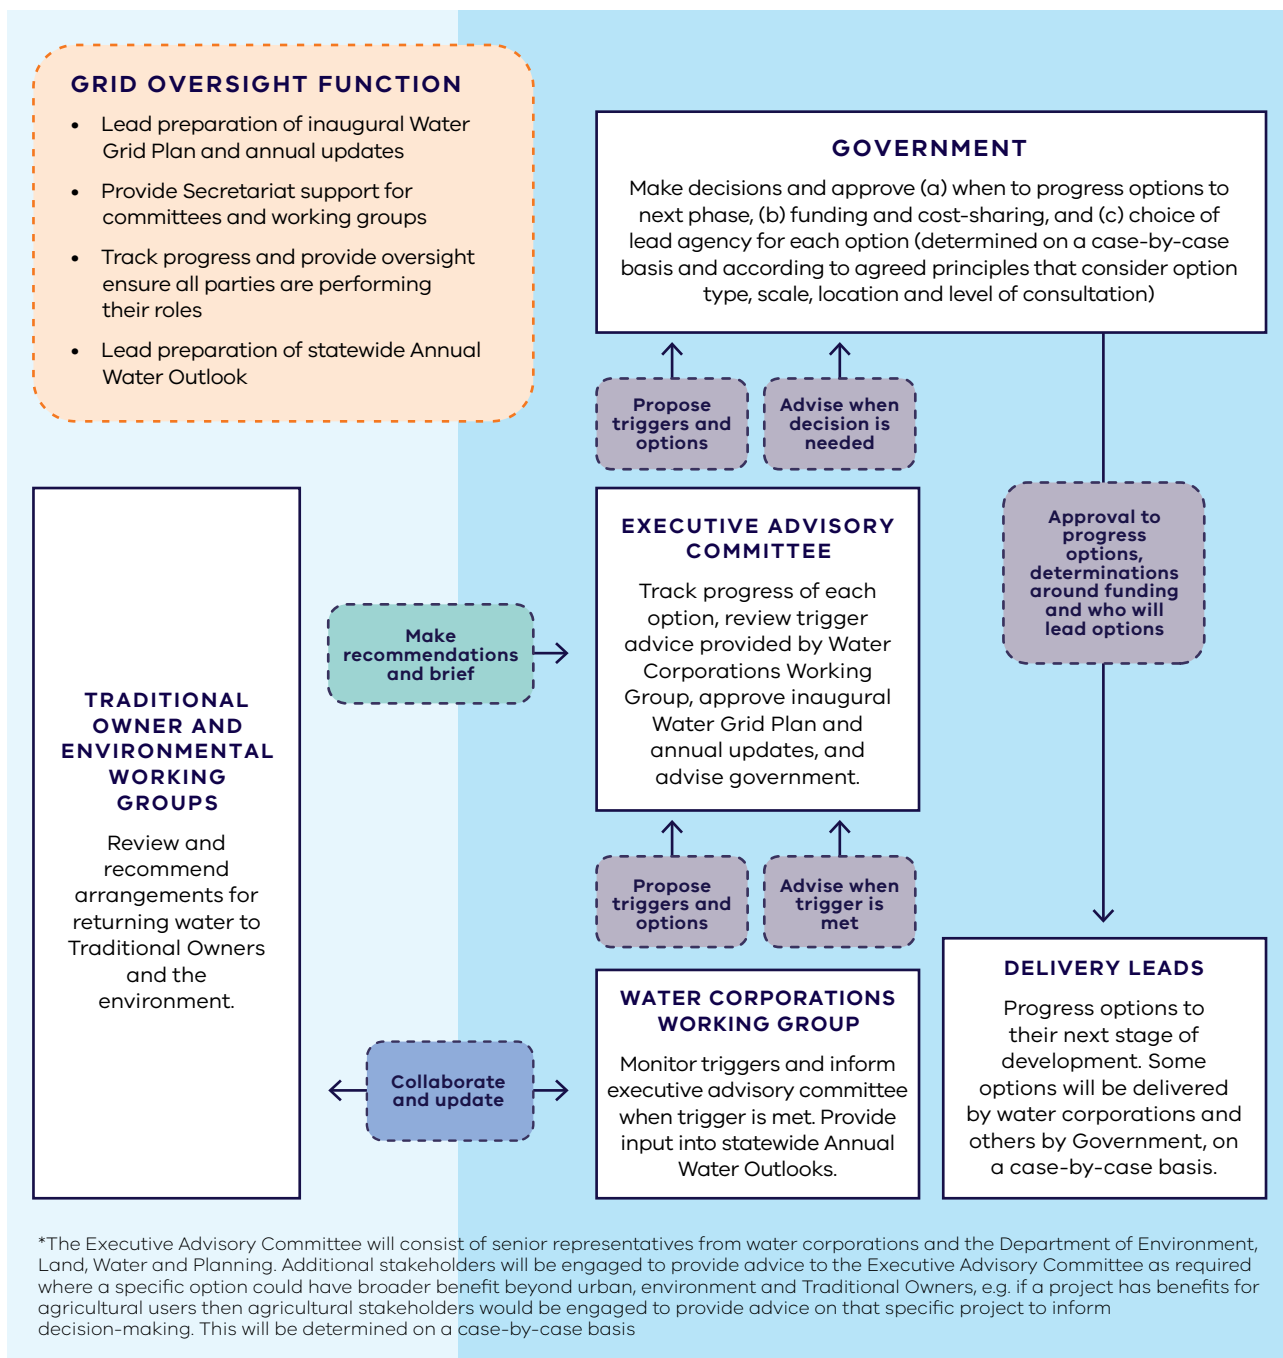 GRID OVERSIGHT FUNCTION
• Lead preparation of inaugural Water
Grid Plan and annual updates
• Provide Secretariat support for
committees and working groups
• Track progress and provide oversight
ensure all parties are performing
their roles
• Lead preparation of statewide Annual
Water Outlook
GOVERNMENT
Make decisions and approve (a) when to progress options to
next phase, (b) funding and cost-sharing, and (c) choice of
lead agency for each option (determined on a case-by-case
basis and according to agreed principles that consider option
type, scale, location and level of consultation)
Propose
triggers and
options
Advise when
decision is
needed
Approval to
progress
options,
determinations
around funding
and who will
lead options
EXECUTIVE ADVISORY
COMMITTEE
Track progress of each
option, review trigger
advice provided by Water
Corporations Working
Group, approve inaugural
Water Grid Plan and
annual updates, and
advise government.
Make
recommendations
and brief
TRADITIONAL
OWNER AND
ENVIRONMENTAL
WORKING
GROUPS
Review and
recommend
arrangements for
returning water to
Traditional Owners
and the
environment.
Propose
triggers and
options
Advise when
trigger is
met
Collaborate
and update
WATER CORPORATIONS
WORKING GROUP
Monitor triggers and inform
executive advisory committee
when trigger is met. Provide
input into statewide Annual
Water Outlooks.
DELIVERY LEADS
Progress options to
their next stage of
development. Some
options will be delivered
by water corporations and
others by Government, on
a case-by-case basis.
*The Executive Advisory Committee will consist of senior representatives from water corporations and the Department of Environment,
Land, Water and Planning. Additional stakeholders will be engaged to provide advice to the Executive Advisory Committee as required
where a specific option could have broader benefit beyond urban, environment and Traditional Owners, e.g. if a project has benefits for
agricultural users then agricultural stakeholders would be engaged to provide advice on that specific project to inform
decision-making. This will be determined on a case-by-case basis